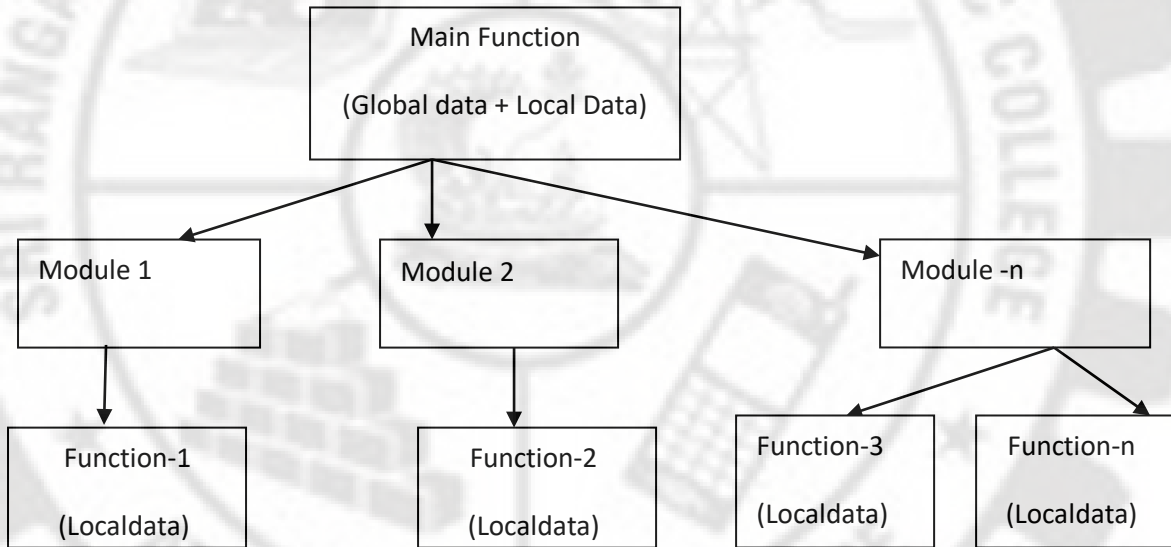 Main Function
(Global data + Local Data)
Module 1
Module 2
Module -n
Function-1
(Localdata)
Function-2
(Localdata)
Function-3
(Localdata)
Function-n
(Localdata)
COLLEGE